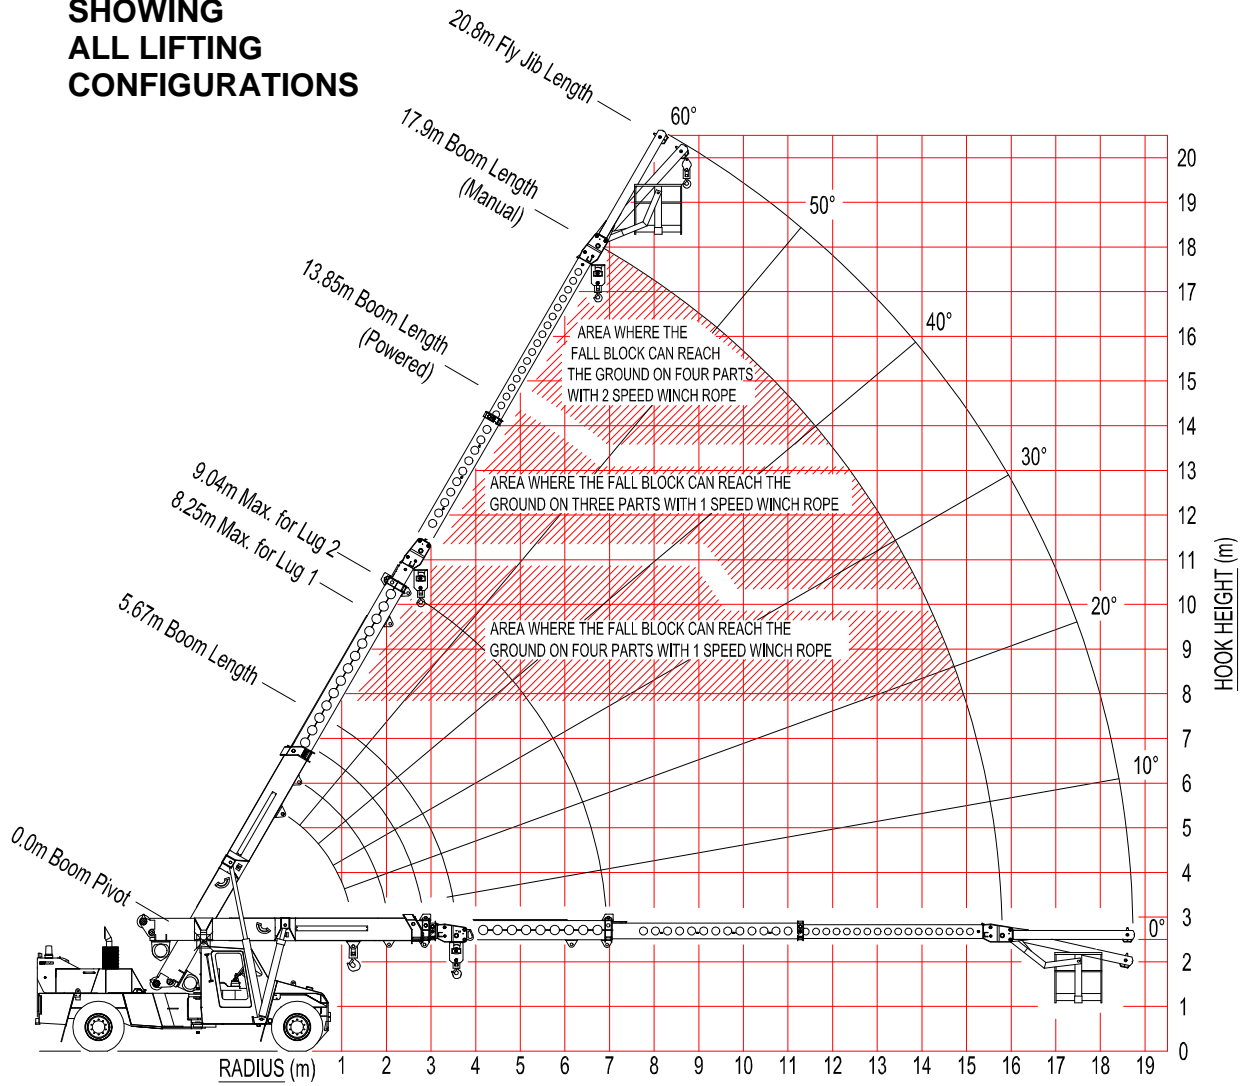 SHOWING
ALL LIFTING
CONFIGURATIONS
20.8m Fly Jib Length
17.9m Boom Length
(Manual)
13.85m Boom Length
(Powered)
9.04m Max. for Lug 2
8.25m Max. for Lug 1
5.67m Boom Length
0.0m Boom Pivot
60°
50°
40°
30°
20°
10°
0°
AREA WHERE THE
FALL BLOCK CAN REACH
THE GROUND ON FOUR PARTS
WITH 2 SPEED WINCH ROPE
AREA WHERE THE FALL BLOCK CAN REACH THE
GROUND ON THREE PARTS WITH 1 SPEED WINCH ROPE
AREA WHERE THE FALL BLOCK CAN REACH THE
GROUND ON FOUR PARTS WITH 1 SPEED WINCH ROPE
20
19
18
17
16
15
14
13
12
11
10
9
8
7
6
5
4
3
2
1
0
HOOK HEIGHT (m)
RADIUS (m) 1 2 3 4 5 6 7 8 9 10 11 12 13 14 15 16 17 18 19